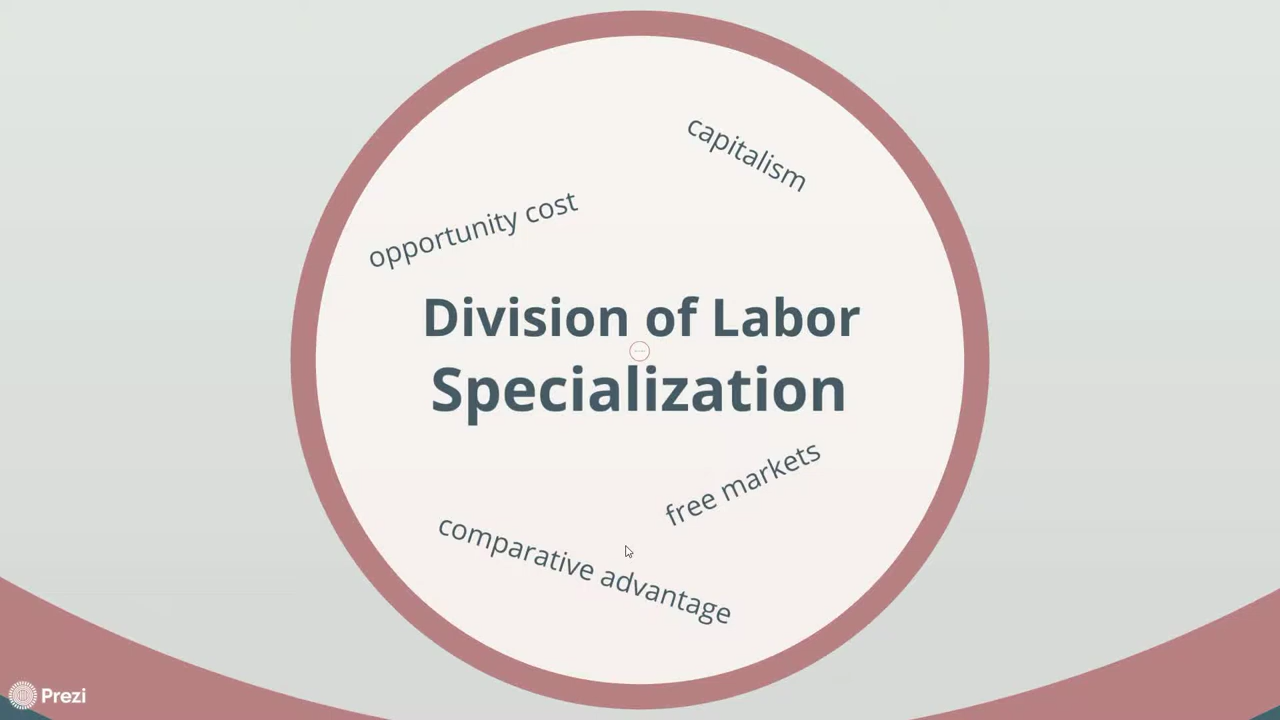 capitalism
opportunity cost
Division of Labor
Specialization
free markets
comparative advantage
Prezi